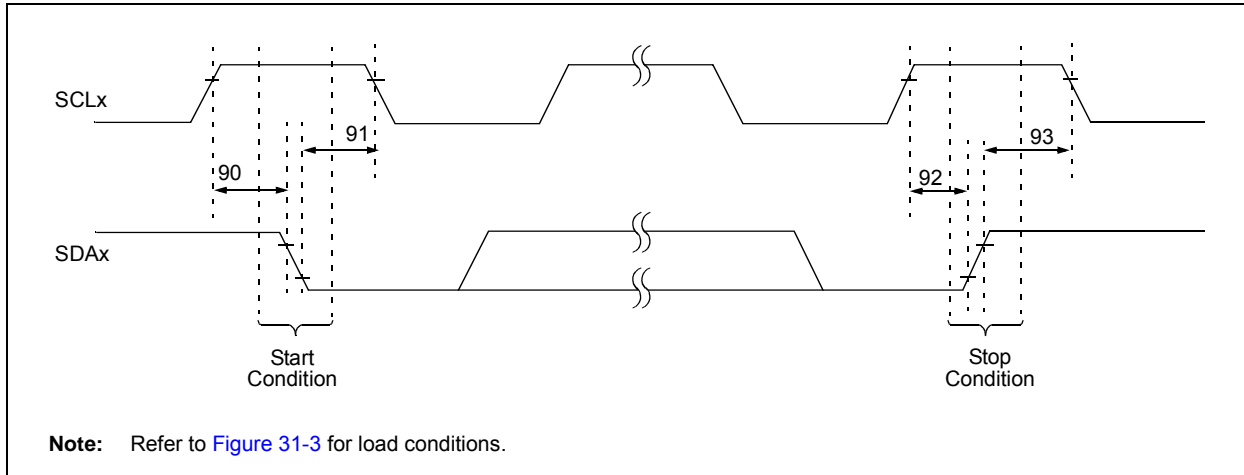 SCLx
91
93
90
92
SDAx
Start
Condition
Stop
Condition
Note: Refer to Figure 31-3 for load conditions.